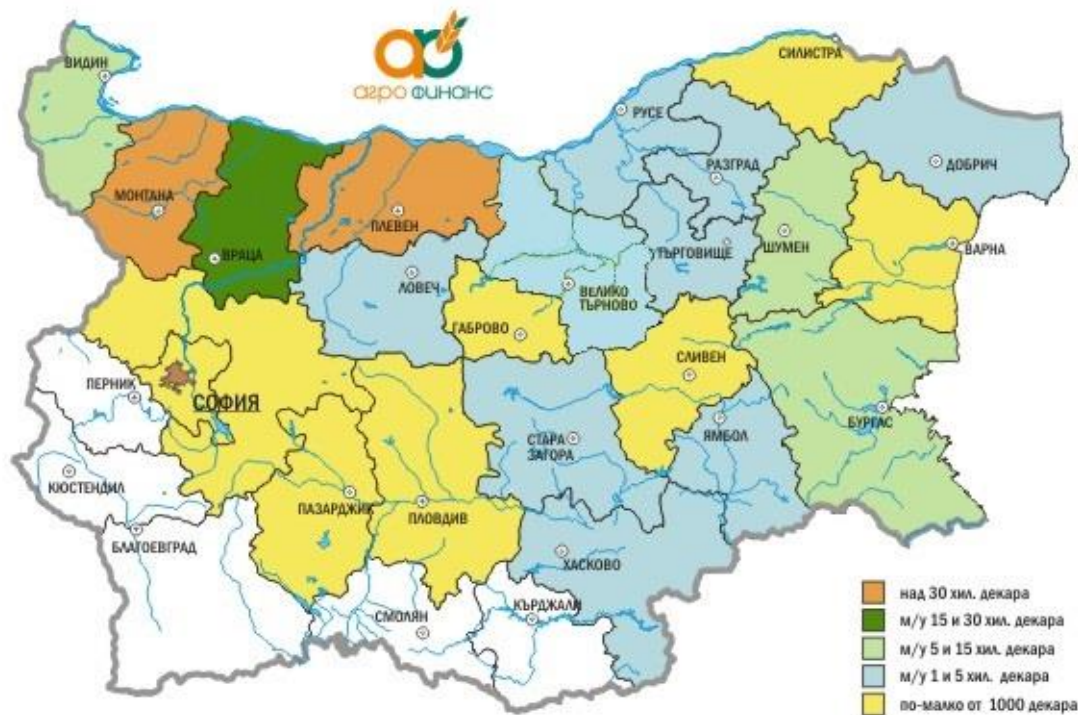 ар
агро финанс
СИЛИСТРА
ВИДИН
РУСЕ
ДОБРИЧ
РАЗГРАД
МОНТАНА
ПЛЕВЕН
ШУМЕН
ВАРНА
ТЪРГОВИЩЕ
ВРАЦА
ЛОВЕЧ
ВЕЛИКО
ТЪРНОВО
ГАБРОВО
СЛИВЕН
ПЕРНИК
СОФИЯ
БУРГАС
ЯМБОЛ
СТАРА
ЗАГОРА
КЮСТЕНДИЛ
ПАЗАРДЖИК
ПЛОВДИВ
БЛАГОЕВГРАД
ХАСКОВО
КЪРДЖАЛИ
СМОЛЯН
над 30 хил. декара
м/у 15 и 30 хил. декара
м/у 5 и 15 хил. декара
м/у 1 и 5 хил. декара
по-малко от 1000 декара